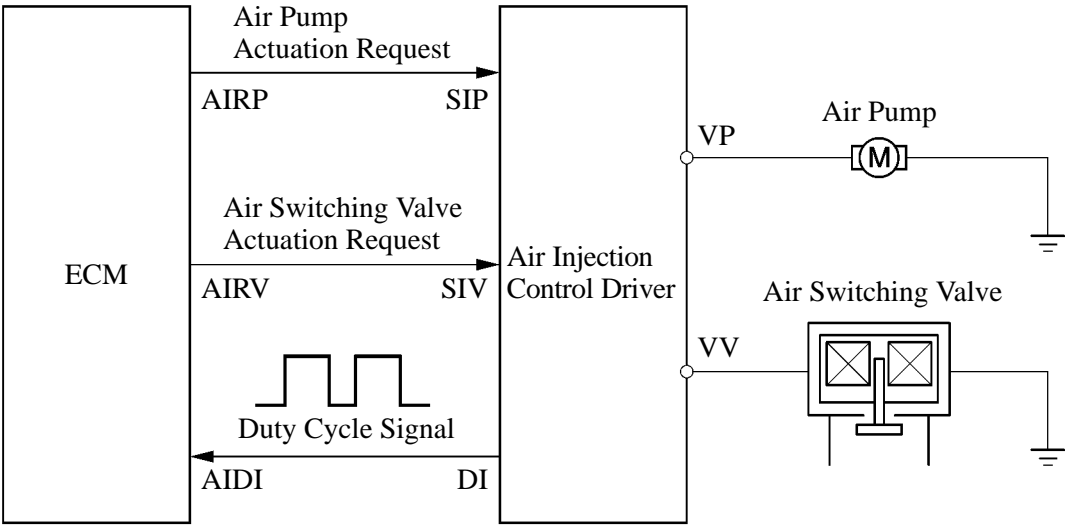 Air Pump
Actuation Request
AIRP
SIP
VP
Air Pump
M
Air Switching Valve
Actuation Request
ECM
AIRV
SIV
Air Injection
Control Driver
Air Switching Valve
VV
Duty Cycle Signal
AIDI
DI